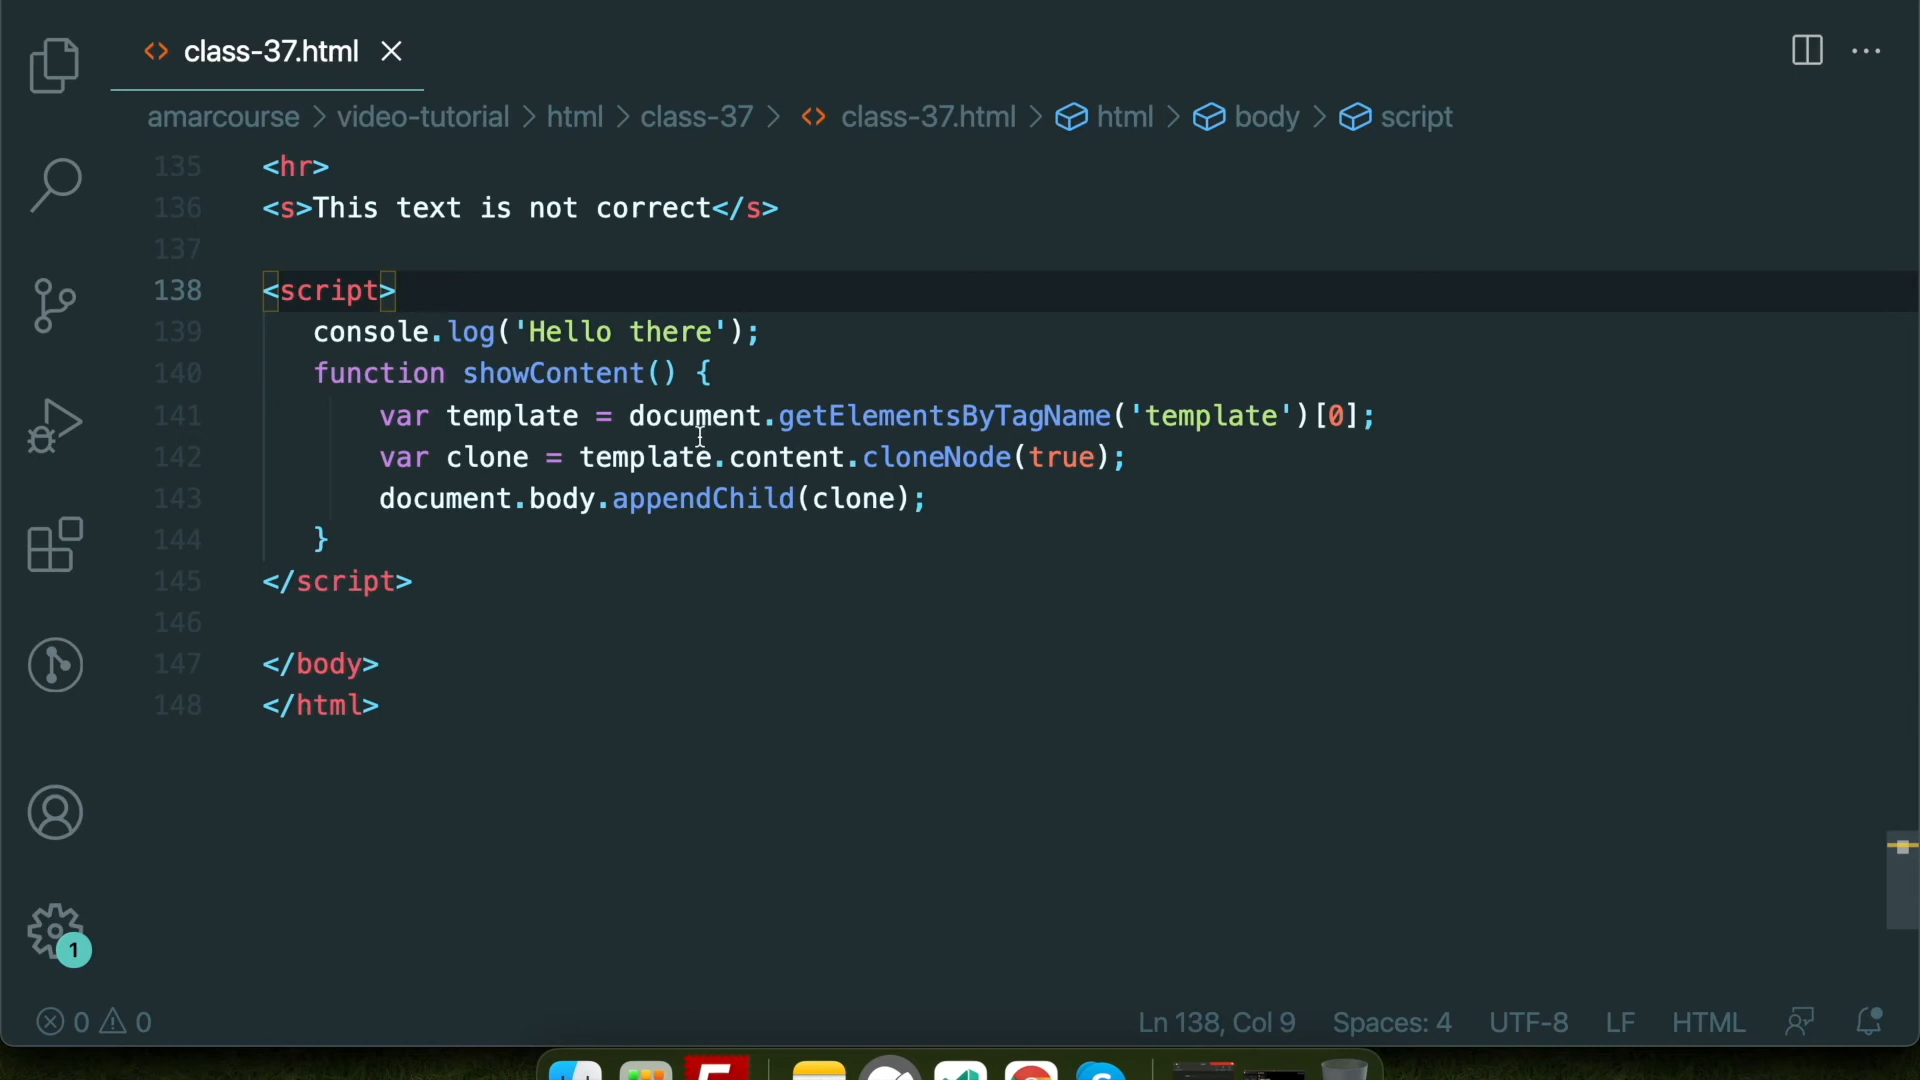 class-37.html
amarcourse > video-tutorial > html > class-37 > <> class-37.html > html > body > script
135 <hr>
136 <s>This text is not correct</s>
137
138 <script>
139 console.log('Hello there');
140 function showContent() {
141 var template = document.getElementsByTagName('template')[0];
142 var clone = template.content.cloneNode(true);
143 document.body.appendChild(clone);
144 }
145 </script>
146
147 </body>
148 </html>
1
0 0 Ln 138, Col 9 Spaces: 4 UTF-8 LF HTML